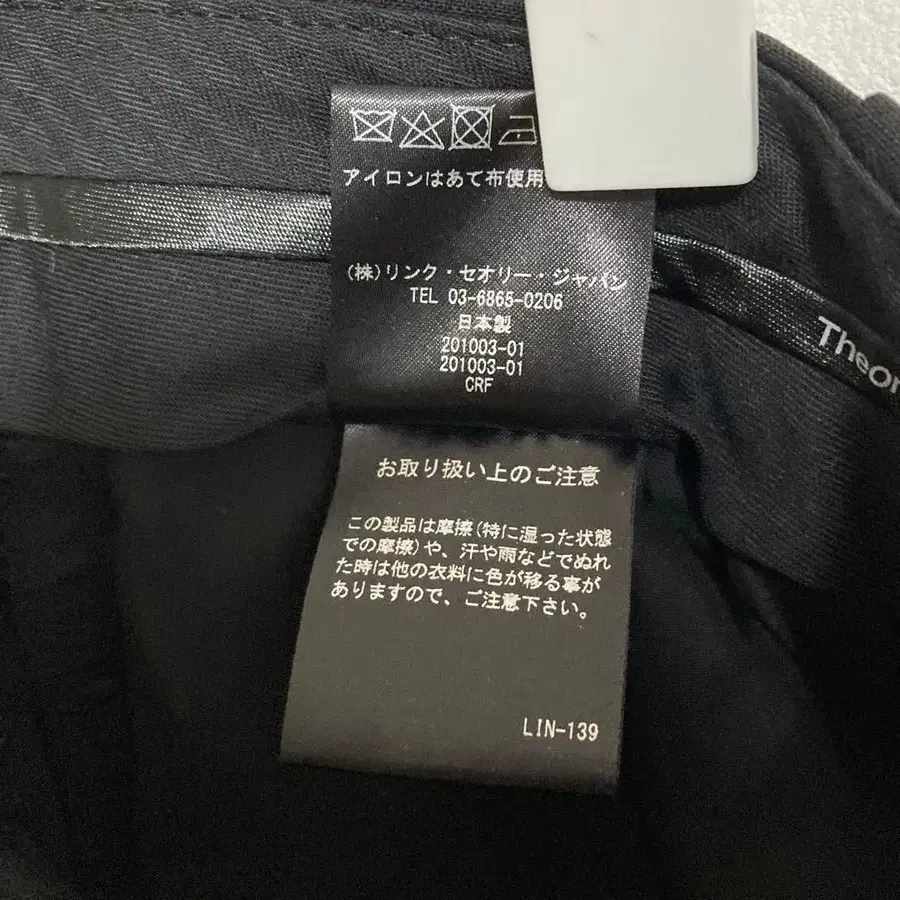 アイロンはあて布使用
(株)リンク・セオリー・ジャパン
TEL 03-6865-0206
日本製
201003-01
201003-01
CRF
Theor
お取り扱い上のご注意
この製品は摩擦(特に湿った状態
での摩擦)や、汗や雨などでぬれ
た時は他の衣料に色が移る事が
ありますので、ご注意下さい。
LIN-139